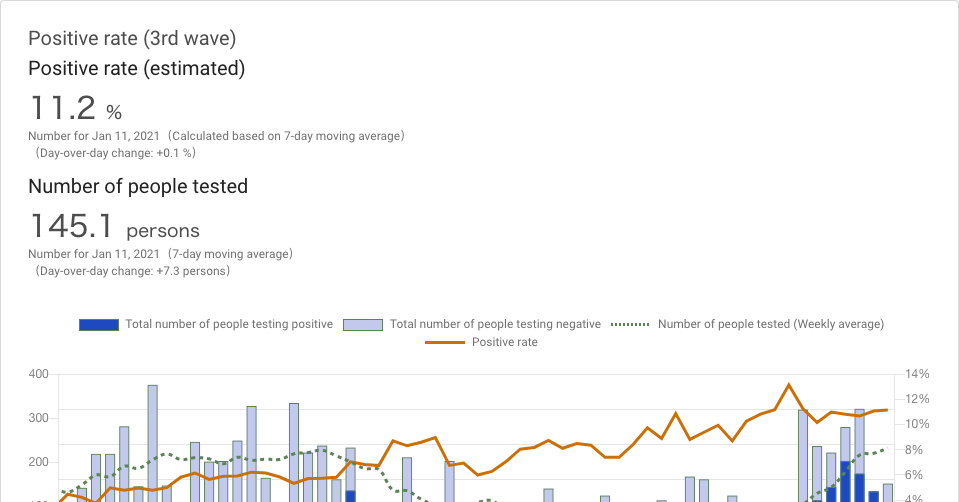 Positive rate (3rd wave)
Positive rate (estimated)
11.2 %
Number for Jan 11, 2021 (Calculated based on 7-day moving average)
(Day-over-day change: +0.1 %)
Number of people tested
145.1 persons
Number for Jan 11, 2021 (7-day moving average)
(Day-over-day change: +7.3 persons)
Total number of people testing positive Total number of people testing negative Number of people tested (Weekly average)
Positive rate
400 14%
12%
300 10%
8%
200
6%
4%